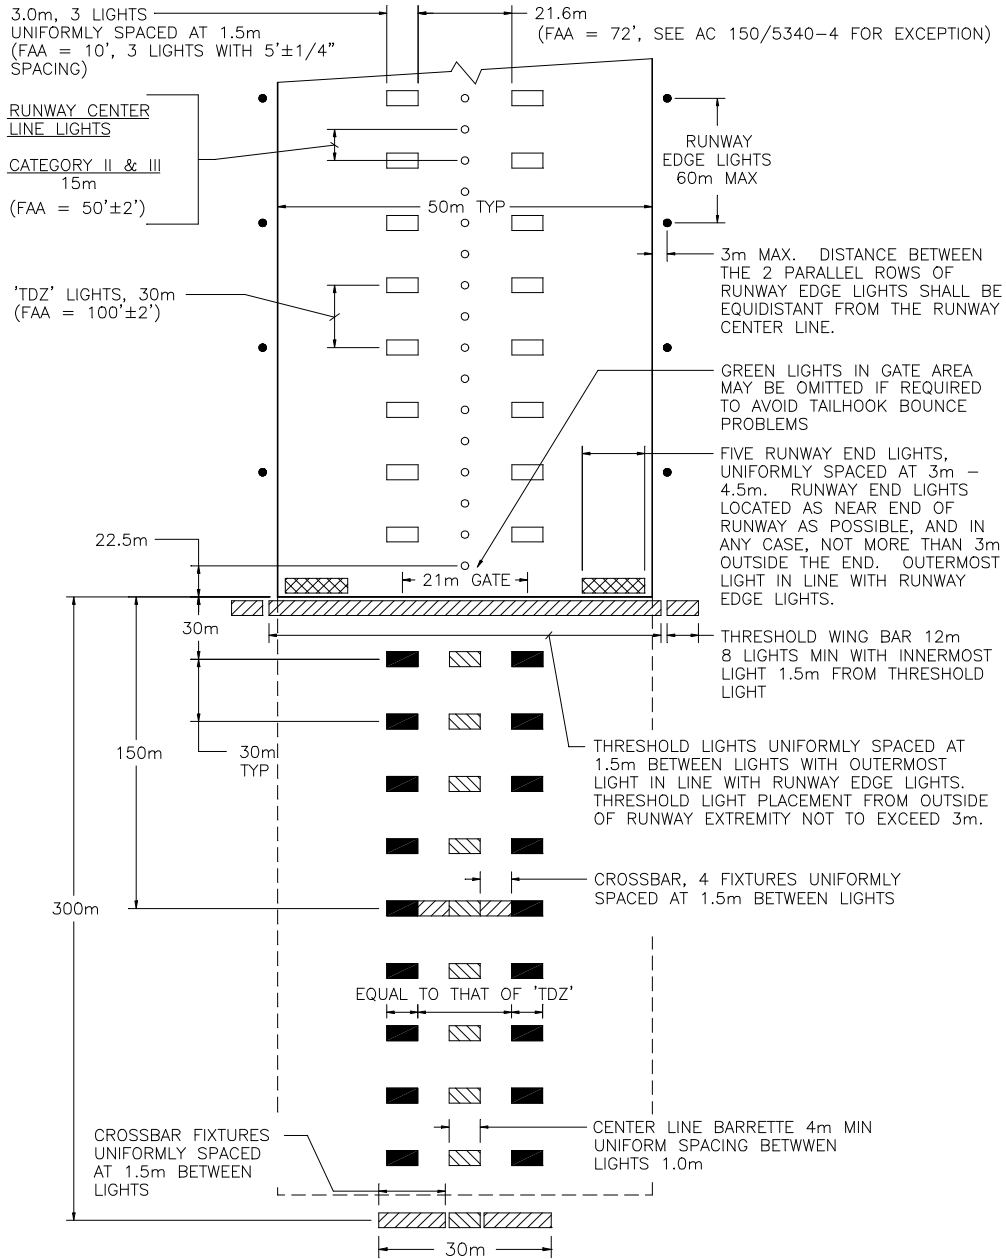 3.0m, 3 LIGHTS
UNIFORMLY SPACED AT 1.5m
(FAA = 10', 3 LIGHTS WITH 5'±1/4"
SPACING)
21.6m
(FAA = 72', SEE AC 150/5340-4 FOR EXCEPTION)
RUNWAY CENTER
LINE LIGHTS
CATEGORY II & III
15m
(FAA = 50'±2')
RUNWAY
EDGE LIGHTS
60m MAX
50m TYP
3m MAX. DISTANCE BETWEEN
THE 2 PARALLEL ROWS OF
RUNWAY EDGE LIGHTS SHALL BE
EQUIDISTANT FROM THE RUNWAY
CENTER LINE.
'TDZ' LIGHTS, 30m
(FAA = 100'±2')
GREEN LIGHTS IN GATE AREA
MAY BE OMITTED IF REQUIRED
TO AVOID TAILHOOK BOUNCE
PROBLEMS
FIVE RUNWAY END LIGHTS,
UNIFORMLY SPACED AT 3m -
4.5m. RUNWAY END LIGHTS
LOCATED AS NEAR END OF
RUNWAY AS POSSIBLE, AND IN
ANY CASE, NOT MORE THAN 3m
OUTSIDE THE END. OUTERMOST
LIGHT IN LINE WITH RUNWAY
EDGE LIGHTS.
22.5m
21m GATE
30m
THRESHOLD WING BAR 12m
8 LIGHTS MIN WITH INNERMOST
LIGHT 1.5m FROM THRESHOLD
LIGHT
150m
30m
TYP
THRESHOLD LIGHTS UNIFORMLY SPACED AT
1.5m BETWEEN LIGHTS WITH OUTERMOST
LIGHT IN LINE WITH RUNWAY EDGE LIGHTS.
THRESHOLD LIGHT PLACEMENT FROM OUTSIDE
OF RUNWAY EXTREMITY NOT TO EXCEED 3m.
CROSSBAR, 4 FIXTURES UNIFORMLY
SPACED AT 1.5m BETWEEN LIGHTS
300m
EQUAL TO THAT OF 'TDZ'
CROSSBAR FIXTURES
UNIFORMLY SPACED
AT 1.5m BETWEEN
LIGHTS
CENTER LINE BARRETTE 4m MIN
UNIFORM SPACING BETWWEN
LIGHTS 1.0m
30m